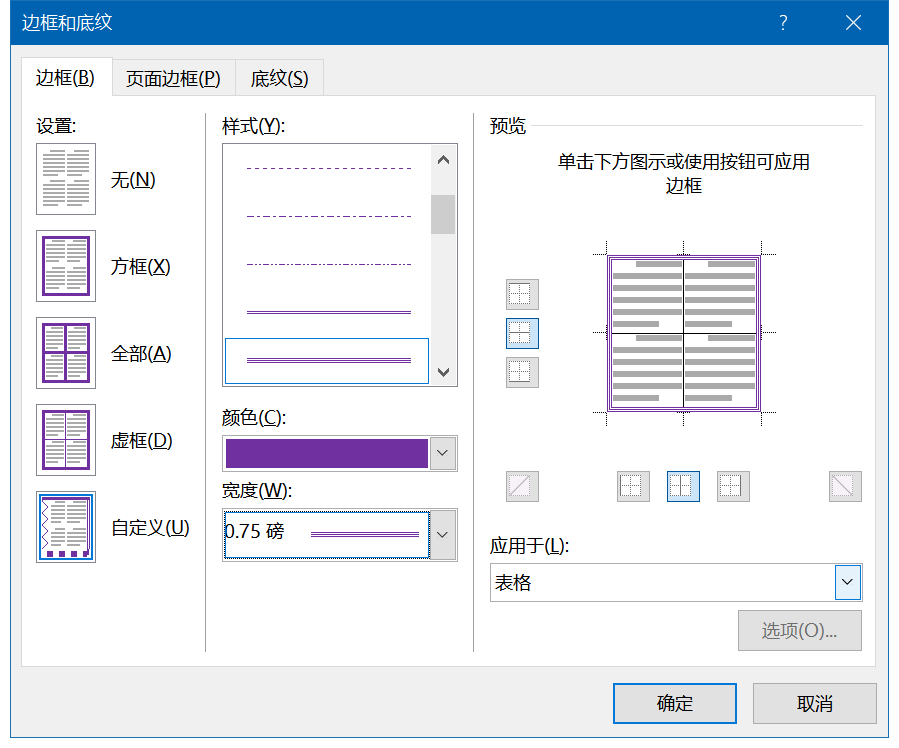 边框和底纹
?
边框(B)
页面边框(P)
底纹(S)
设置:
无(N)
方框(X)
全部(A)
虚框(D)
自定义(U)
样式(Y):
颜色(C):
宽度(W):
0.75 磅
预览
单击下方图示或使用按钮可应用
边框
应用于(L):
表格
选项(O)...
确定
取消